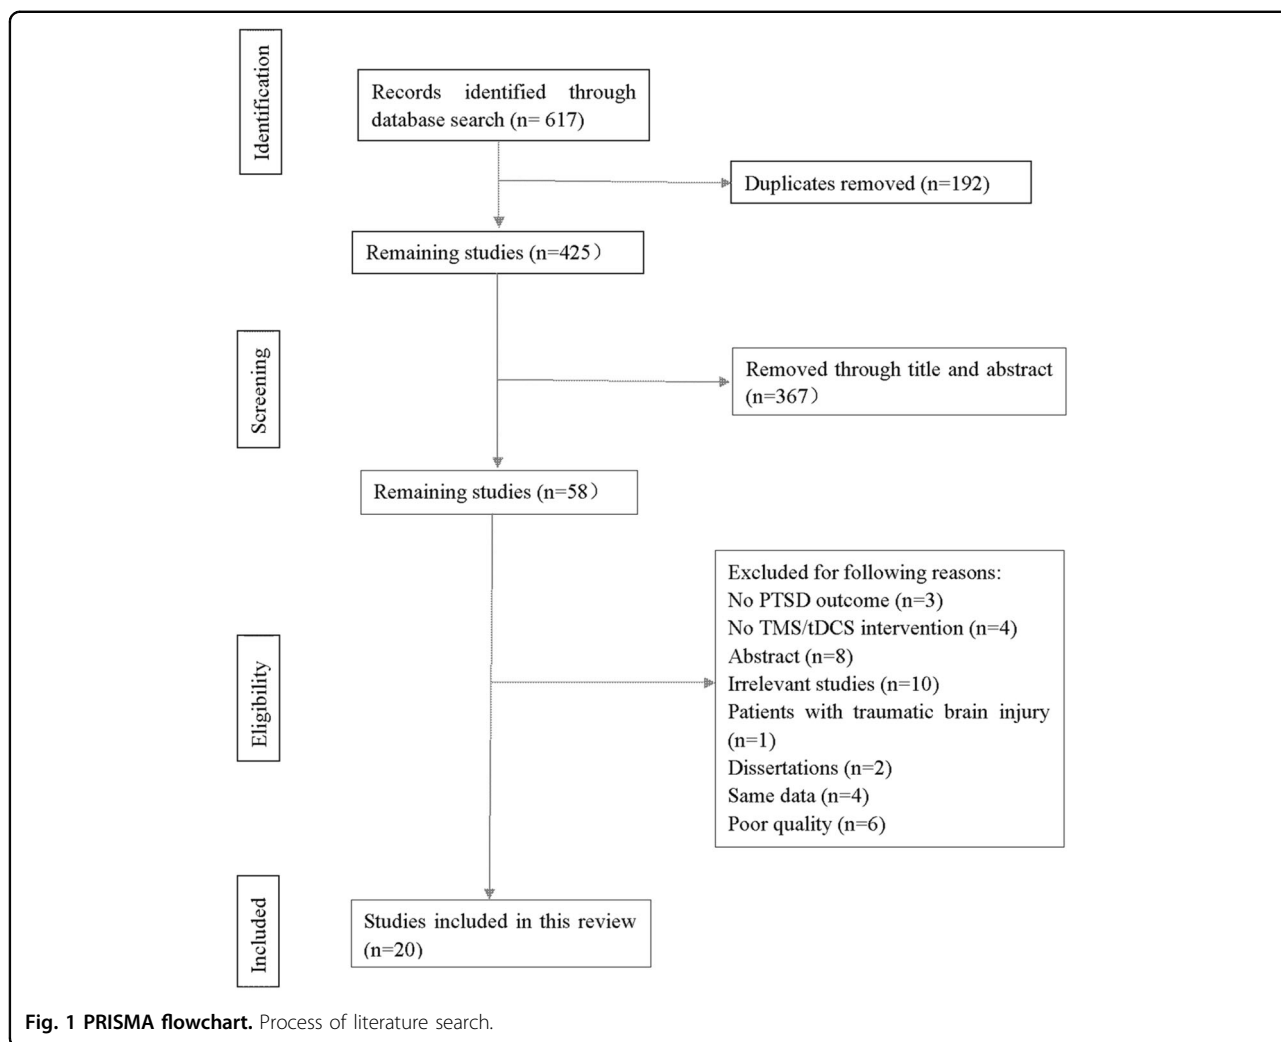 Identification
Records identified through
database search (n= 617)
Duplicates removed (n=192)
Remaining studies (n=425)
Screening
Removed through title and abstract
(n=367)
Remaining studies (n=58)
Eligibility
Excluded for following reasons:
No PTSD outcome (n=3)
No TMS/tDCS intervention (n=4)
Abstract (n=8)
Irrelevant studies (n=10)
Patients with traumatic brain injury
(n=1)
Dissertations (n=2)
Same data (n=4)
Poor quality (n=6)
Included
Studies included in this review
(n=20)
Fig. 1 PRISMA flowchart. Process of literature search.